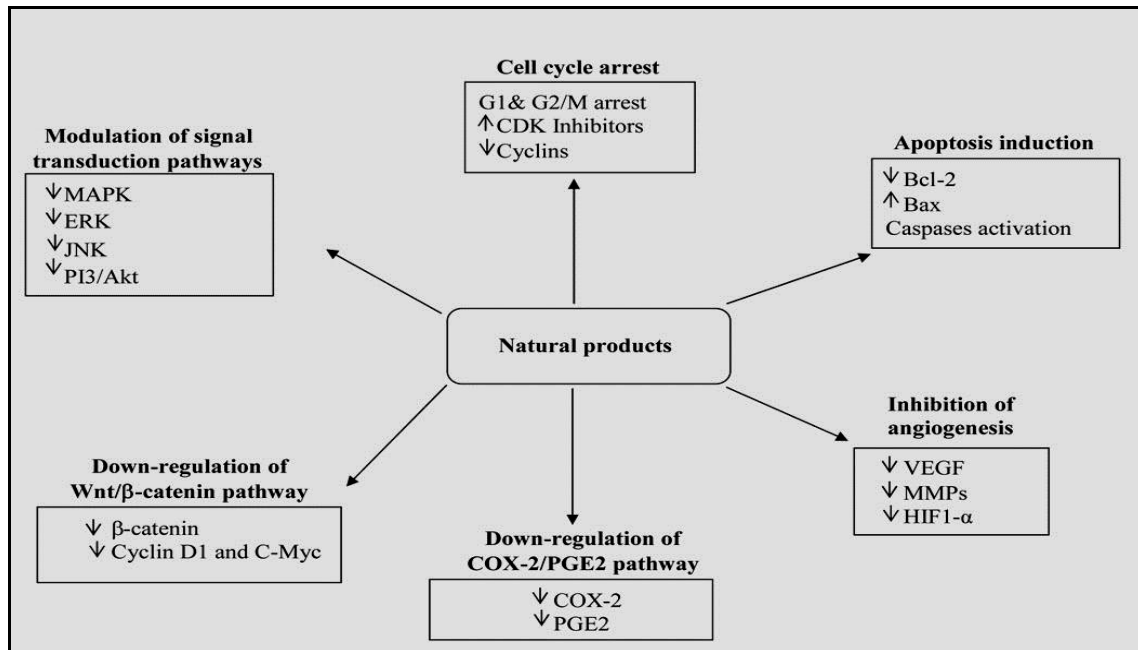 Cell cycle arrest
G1& G2/M arrest
↑ CDK Inhibitors
↓ Cyclins
Modulation of signal
transduction pathways
↓ MAPK
↓ ERK
↓ JNK
↓ PI3/Akt
Apoptosis induction
↓ Bcl-2
↑ Bax
Caspases activation
Natural products
Inhibition of
angiogenesis
↓ VEGF
↓ MMPs
↓ HIF1-α
Down-regulation of
Wnt/β-catenin pathway
↓ β-catenin
↓ Cyclin D1 and C-Myc
Down-regulation of
COX-2/PGE2 pathway
↓ COX-2
↓ PGE2